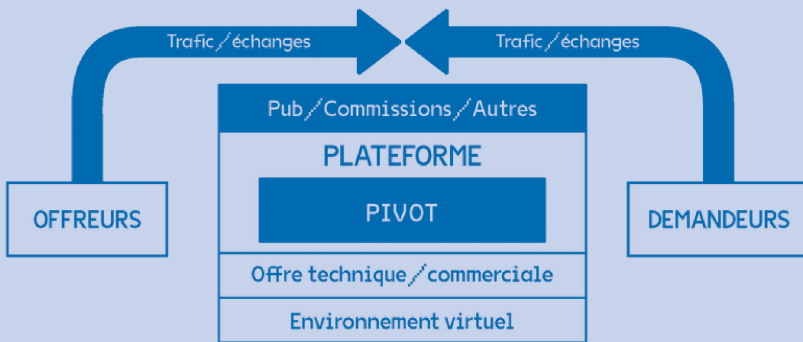 Trafic/échanges
Trafic/échanges
Pub/Commissions/Autres
PLATEFORME
PIVOT
OFFREURS
DEMANDEURS
Offre technique/commerciale
Environnement virtuel